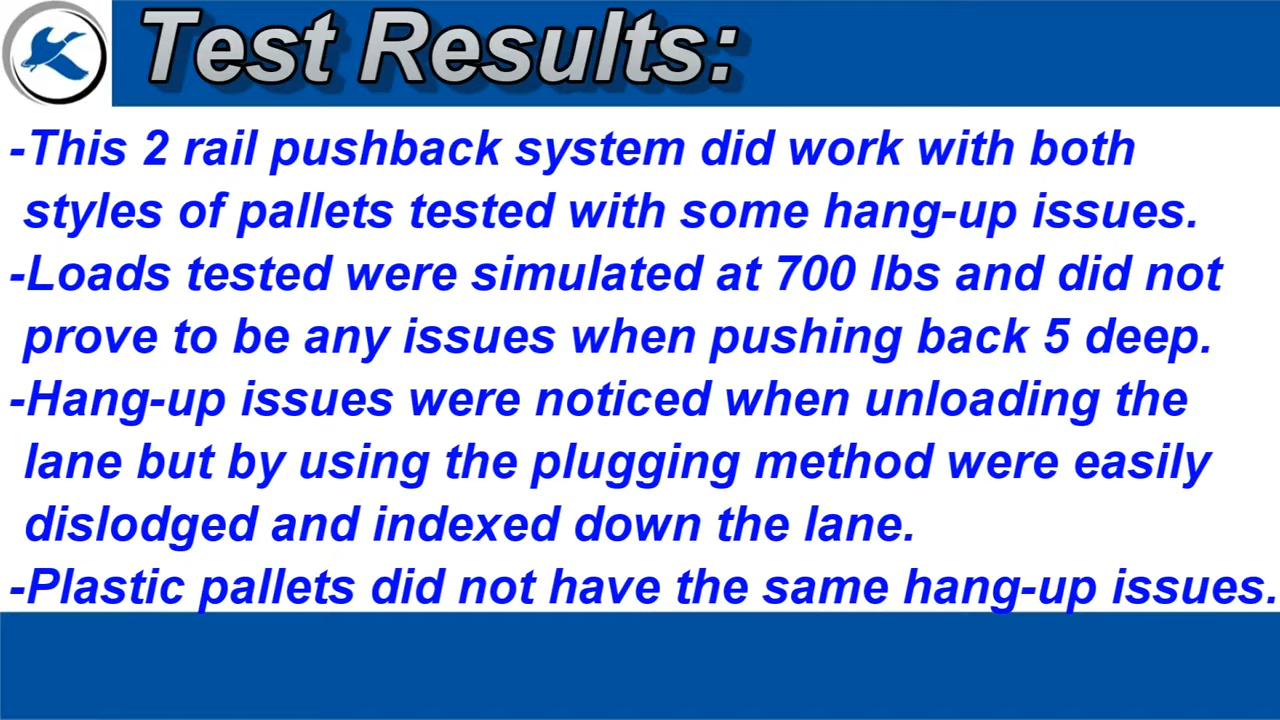 Test Results:
-This 2 rail pushback system did work with both
styles of pallets tested with some hang-up issues.
-Loads tested were simulated at 700 lbs and did not
prove to be any issues when pushing back 5 deep.
-Hang-up issues were noticed when unloading the
lane but by using the plugging method were easily
dislodged and indexed down the lane.
-Plastic pallets did not have the same hang-up issues.